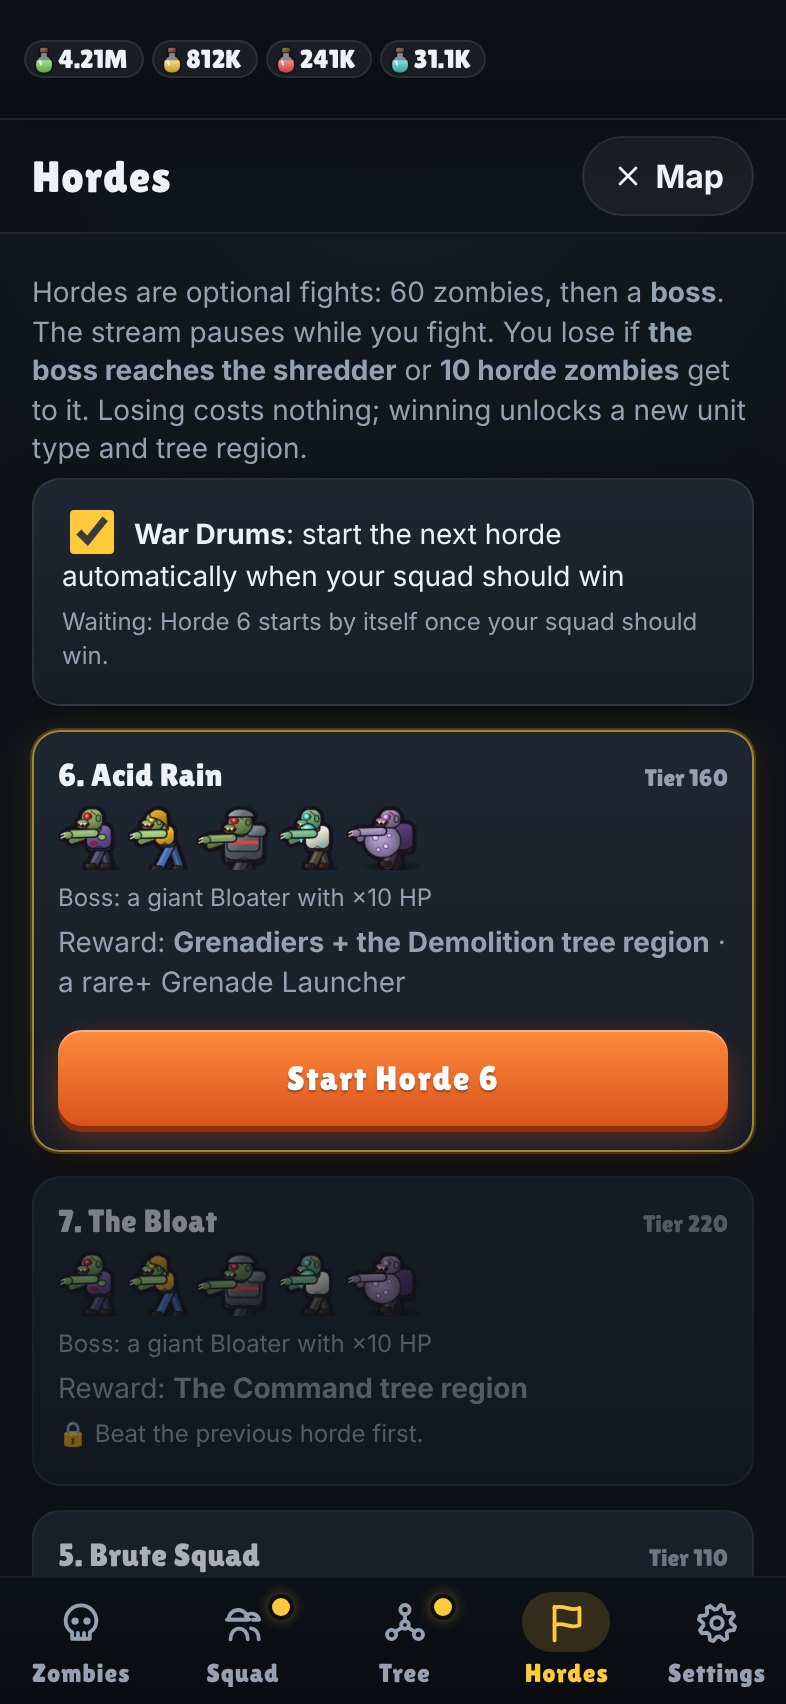 4.21M 812K 241K 31.1K
Hordes
Map
Hordes are optional fights: 60 zombies, then a boss.
The stream pauses while you fight. You lose if the
boss reaches the shredder or 10 horde zombies get
to it. Losing costs nothing; winning unlocks a new unit
type and tree region.
War Drums: start the next horde
automatically when your squad should win
Waiting: Horde 6 starts by itself once your squad should
win.
6. Acid Rain
Tier 160
Boss: a giant Bloater with ×10 HP
Reward: Grenadiers + the Demolition tree region ·
a rare+ Grenade Launcher
Start Horde 6
7. The Bloat
Tier 220
Boss: a giant Bloater with ×10 HP
Reward: The Command tree region
Beat the previous horde first.
5. Brute Squad
Tier 110
Zombies
Squad
Tree
Hordes
Settings